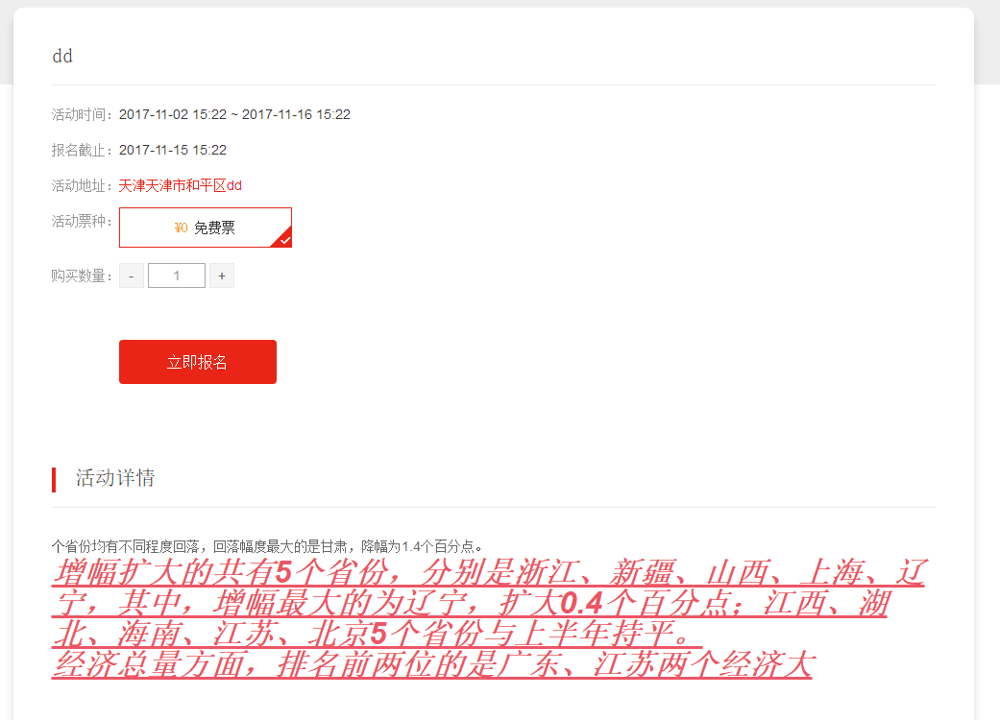 dd
活动时间：2017-11-02 15:22 ~ 2017-11-16 15:22
报名截止：2017-11-15 15:22
活动地址：天津天津市和平区dd
活动票种：¥0 免费票
购买数量：- 1 +
立即报名
活动详情
个省份均有不同程度回落，回落幅度最大的是甘肃，降幅为1.4个百分点。
增幅扩大的共有5个省份，分别是浙江、新疆、山西、上海、辽
宁，其中，增幅最大的为辽宁，扩大0.4个百分点；江西、湖
北、海南、江苏、北京5个省份与上半年持平。
经济总量方面，排名前两位的是广东、江苏两个经济大